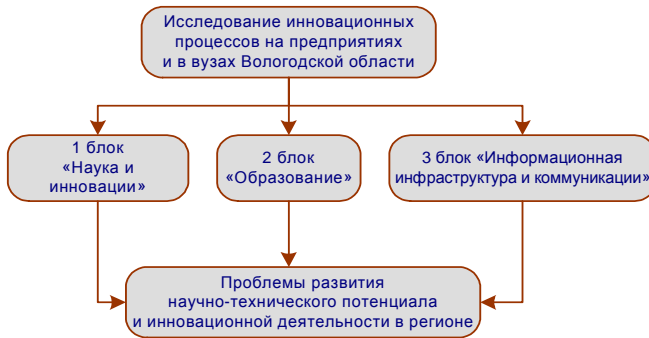 Исследование инновационных
процессов на предприятиях
и в вузах Вологодской области
1 блок
«Наука и
инновации»
2 блок
«Образование»
3 блок «Информационная
инфраструктура и коммуникации»
Проблемы развития
научно-технического потенциала
и инновационной деятельности в регионе